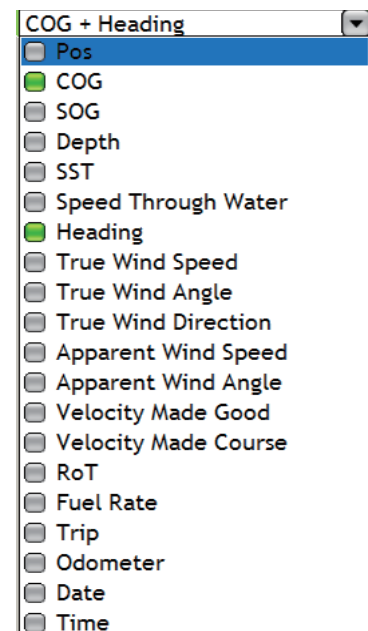 COG + Heading
Pos
COG
SOG
Depth
SST
Speed Through Water
Heading
True Wind Speed
True Wind Angle
True Wind Direction
Apparent Wind Speed
Apparent Wind Angle
Velocity Made Good
Velocity Made Course
RoT
Fuel Rate
Trip
Odometer
Date
Time